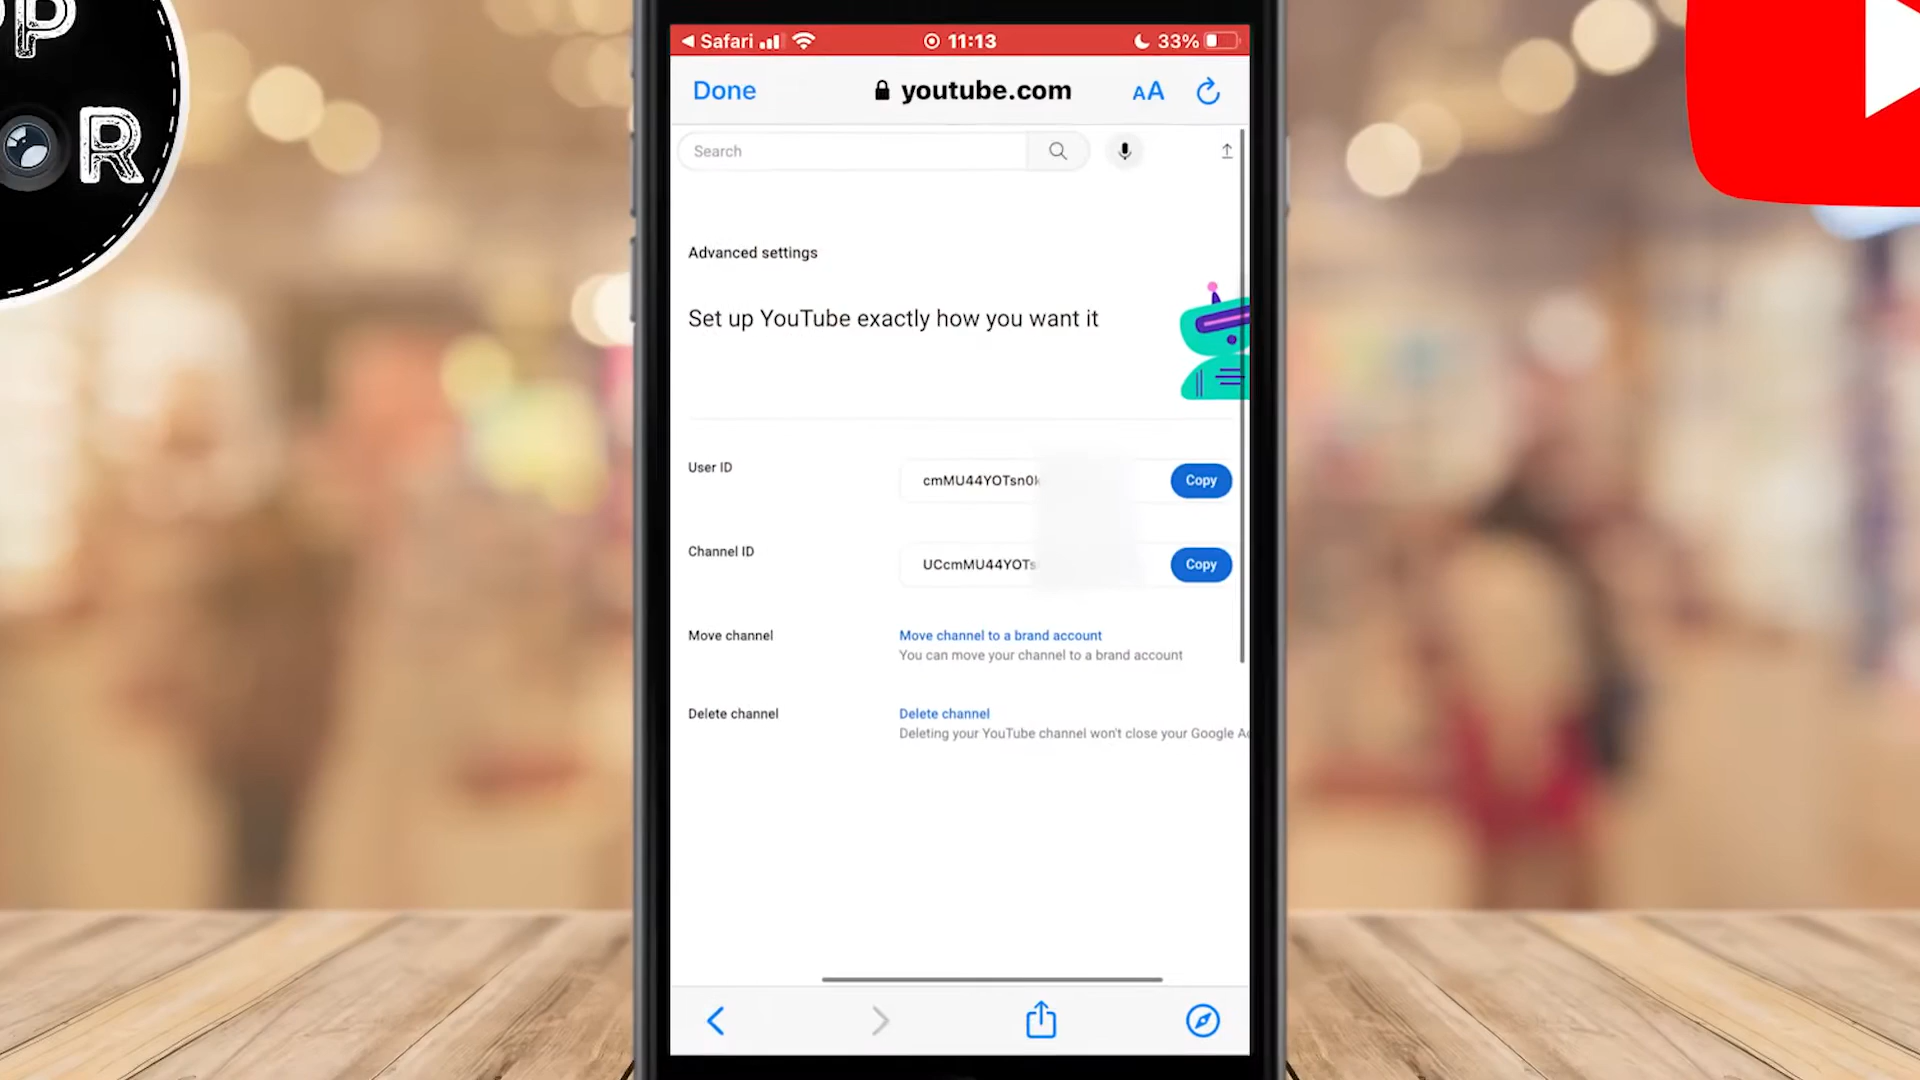 P
R
Safari 11:13 33%
Done youtube.com AA
Search
Advanced settings
Set up YouTube exactly how you want it
User ID
cmMU44YOTsn0k Copy
Channel ID
UCcmMU44YOTs Copy
Move channel
Move channel to a brand account
You can move your channel to a brand account
Delete channel
Delete channel
Deleting your YouTube channel won't close your Google